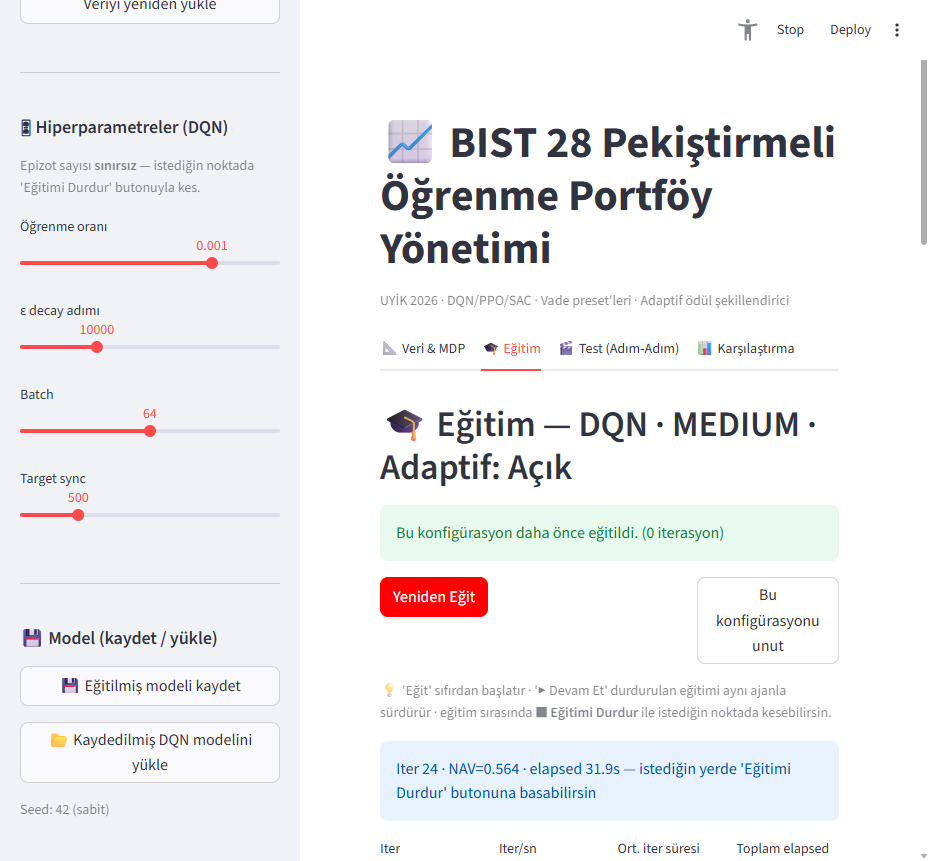 Veriyi yeniden yükle
Hiperparametreler (DQN)
Epizot sayısı sınırsız — istediğin noktada
'Eğitimi Durdur' butonuyla kes.
Öğrenme oranı
0.001
ε decay adımı
10000
Batch
64
Target sync
500
Model (kaydet / yükle)
Eğitilmiş modeli kaydet
Kaydedilmiş DQN modelini
yükle
Seed: 42 (sabit)
Stop
Deploy
BIST 28 Pekiştirmeli
Öğrenme Portföy
Yönetimi
UYİK 2026 · DQN/PPO/SAC · Vade preset'leri · Adaptif ödül şekillendirici
Veri & MDP
Eğitim
Test (Adım-Adım)
Karşılaştırma
Eğitim — DQN · MEDIUM ·
Adaptif: Açık
Bu konfigürasyon daha önce eğitildi. (0 iterasyon)
Yeniden Eğit
Bu
konfigürasyonu
unut
'Eğit' sıfırdan başlatır · '▶ Devam Et' durdurulan eğitimi aynı ajanla
sürdürür · eğitim sırasında ⏹ Eğitimi Durdur ile istediğin noktada kesebilirsin.
Iter 24 · NAV=0.564 · elapsed 31.9s — istediğin yerde 'Eğitimi
Durdur' butonuna basabilirsin
Iter
Iter/sn
Ort. iter süresi
Toplam elapsed